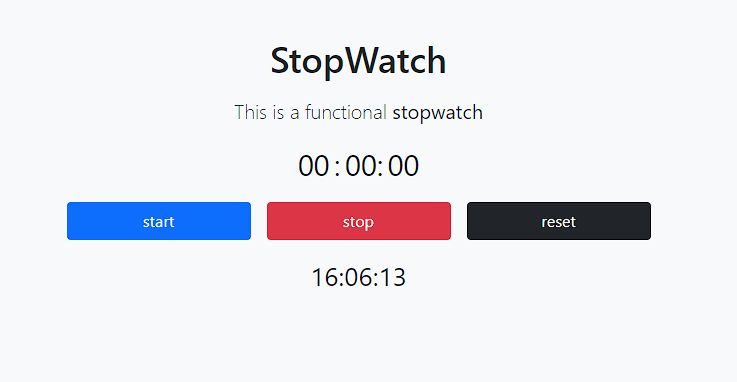 StopWatch
This is a functional stopwatch
00 : 00: 00
start stop reset
16:06:13